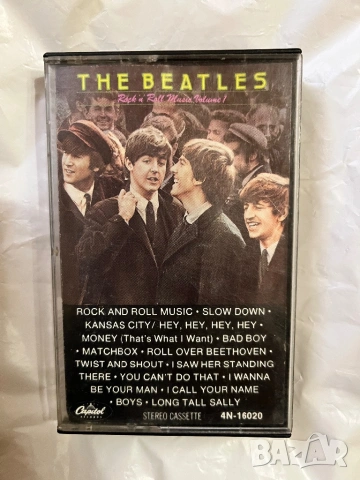 THE BEATLES
Rock 'n' Roll Music, Volume 1
ROCK AND ROLL MUSIC • SLOW DOWN •
KANSAS CITY/ HEY, HEY, HEY, HEY •
MONEY (That's What I Want) • BAD BOY
• MATCHBOX • ROLL OVER BEETHOVEN •
TWIST AND SHOUT • I SAW HER STANDING
THERE • YOU CAN'T DO THAT • I WANNA
BE YOUR MAN • I CALL YOUR NAME
• BOYS • LONG TALL SALLY
Capitol
RECORDS
STEREO CASSETTE 4N-16020
BAZAR